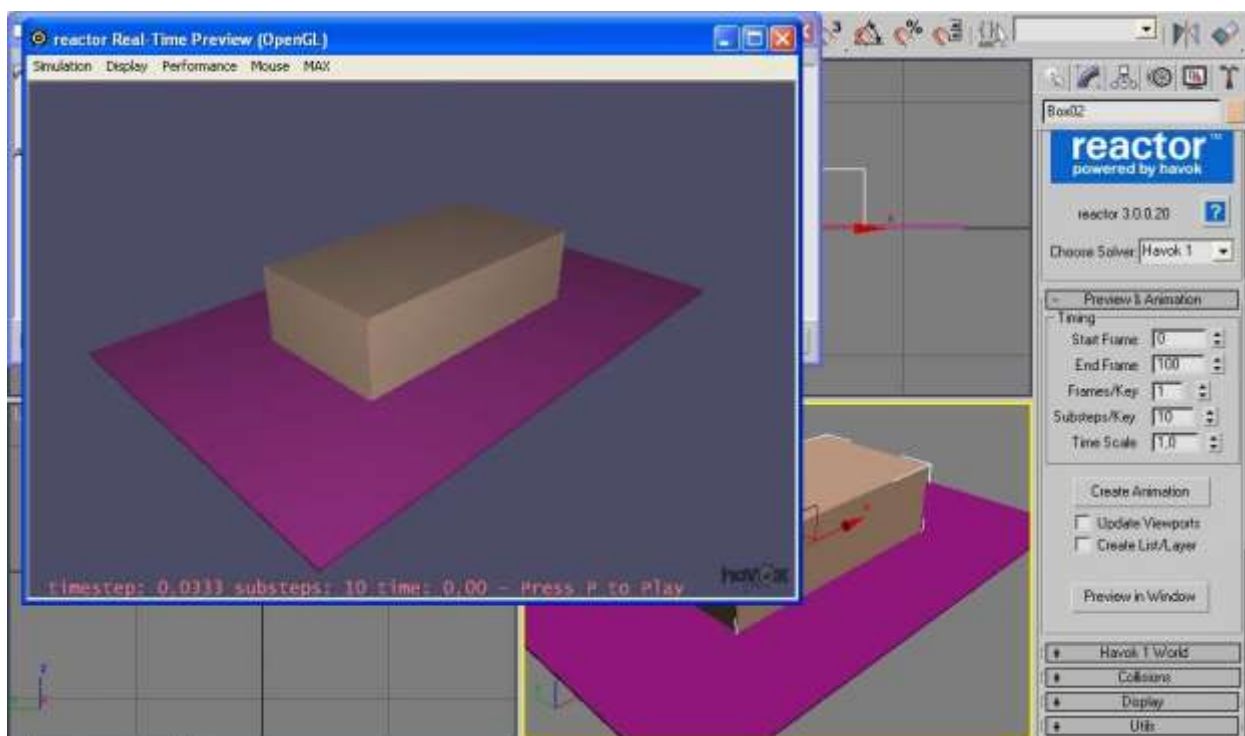 reactor Real-Time Preview (OpenGL)
Simulation Display Performance Mouse MAX
timestep: 0.0333 substeps: 10 time: 0.00 - Press P to Play
havok
3
%
Box02
reactor™
powered by havok
reactor 3.0.0.20
?
Choose Solver: Havok 1
- Preview & Animation
Timing
Start Frame 0
End Frame 100
Frames/Key 1
Substeps/Key 10
Time Scale 1,0
Create Animation
Update Viewports
Create List/Layer
Preview in Window
+ Havok 1 World
+ Collisions
+ Display
+ Utils
z
x